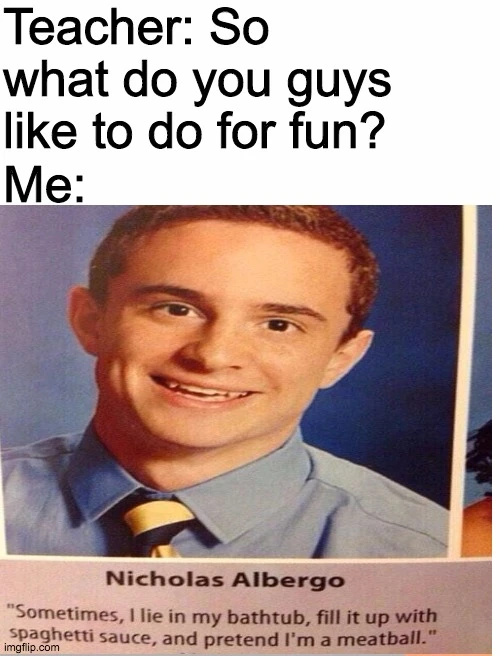 Teacher: So
what do you guys
like to do for fun?
Me:
Nicholas Albergo
"Sometimes, I lie in my bathtub, fill it up with
spaghetti sauce, and pretend I'm a meatball."
imgflip.com